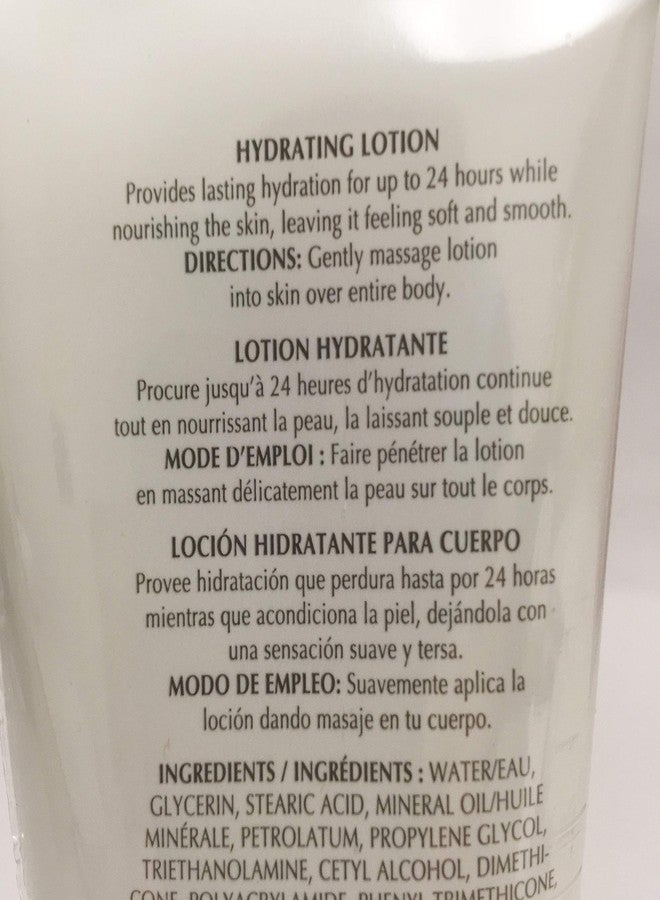 HYDRATING LOTION
Provides lasting hydration for up to 24 hours while
nourishing the skin, leaving it feeling soft and smooth.
DIRECTIONS: Gently massage lotion
into skin over entire body.
LOTION HYDRATANTE
Procure jusqu'à 24 heures d'hydratation continue
tout en nourrissant la peau, la laissant souple et douce.
MODE D'EMPLOI : Faire pénétrer la lotion
en massant délicatement la peau sur tout le corps.
LOCIÓN HIDRATANTE PARA CUERPO
Provee hidratación que perdura hasta por 24 horas
mientras que acondiciona la piel, dejándola con
una sensación suave y tersa.
MODO DE EMPLEO: Suavemente aplica la
loción dando masaje en tu cuerpo.
INGREDIENTS / INGRÉDIENTS : WATER/EAU,
GLYCERIN, STEARIC ACID, MINERAL OIL/HUILE
MINÉRALE, PETROLATUM, PROPYLENE GLYCOL,
TRIETHANOLAMINE, CETYL ALCOHOL, DIMETHI-
CONE, POLYACRYLAMIDE, PHENYL TRIMETHICONE,